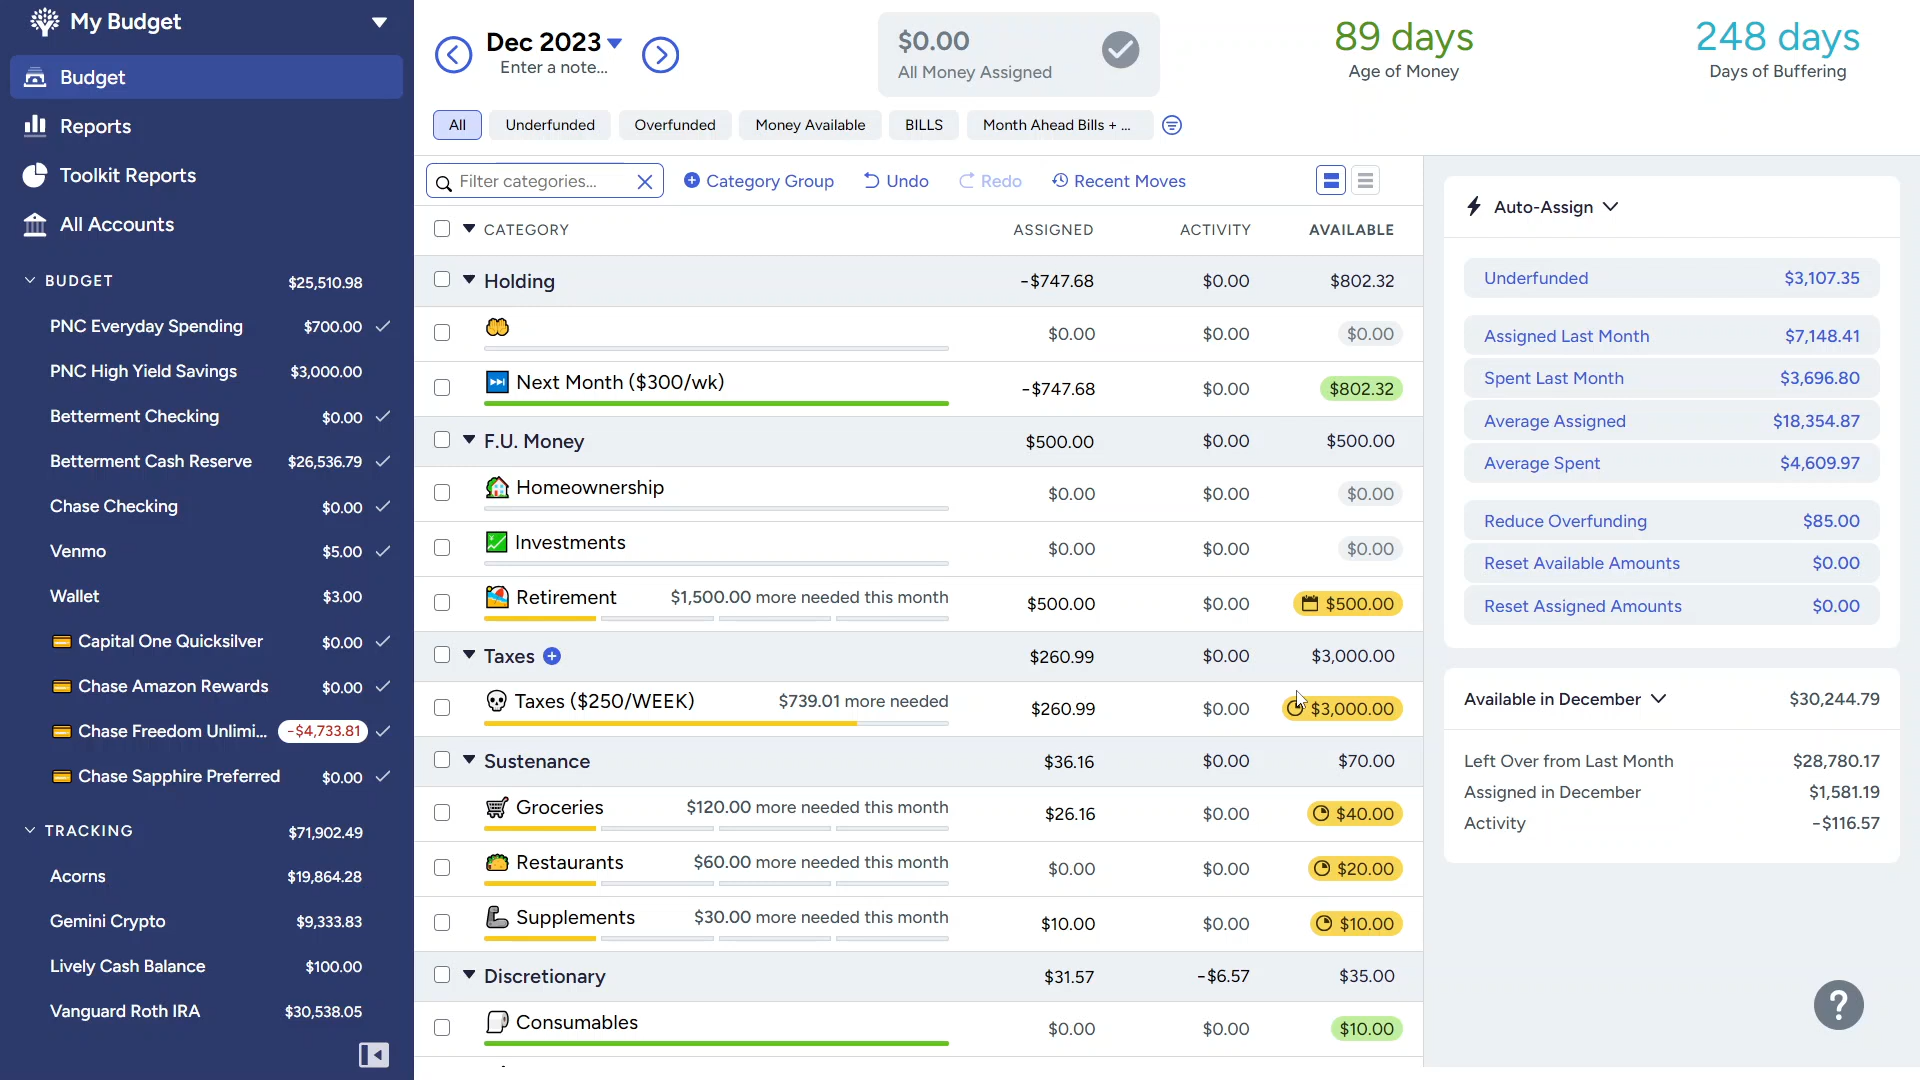 My Budget
Budget
Reports
Toolkit Reports
All Accounts
BUDGET $25,510.98
PNC Everyday Spending $700.00
PNC High Yield Savings $3,000.00
Betterment Checking $0.00
Betterment Cash Reserve $26,536.79
Chase Checking $0.00
Venmo $5.00
Wallet $3.00
Capital One Quicksilver $0.00
Chase Amazon Rewards $0.00
Chase Freedom Unlimi... -$4,733.81
Chase Sapphire Preferred $0.00
TRACKING $71,902.49
Acorns $19,864.28
Gemini Crypto $9,333.83
Lively Cash Balance $100.00
Vanguard Roth IRA $30,538.05
Dec 2023
Enter a note...
$0.00
All Money Assigned
89 days
Age of Money
248 days
Days of Buffering
All Underfunded Overfunded Money Available BILLS Month Ahead Bills + ...
Filter categories... Category Group Undo Redo Recent Moves
CATEGORY ASSIGNED ACTIVITY AVAILABLE
Holding -$747.68 $0.00 $802.32
$0.00 $0.00 $0.00
Next Month ($300/wk) -$747.68 $0.00 $802.32
F.U. Money $500.00 $0.00 $500.00
Homeownership $0.00 $0.00 $0.00
Investments $0.00 $0.00 $0.00
Retirement $1,500.00 more needed this month $500.00 $0.00 $500.00
Taxes $260.99 $0.00 $3,000.00
Taxes ($250/WEEK) $739.01 more needed $260.99 $0.00 $3,000.00
Sustenance $36.16 $0.00 $70.00
Groceries $120.00 more needed this month $26.16 $0.00 $40.00
Restaurants $60.00 more needed this month $0.00 $0.00 $20.00
Supplements $30.00 more needed this month $10.00 $0.00 $10.00
Discretionary $31.57 -$6.57 $35.00
Consumables $0.00 $0.00 $10.00
Auto-Assign
Underfunded $3,107.35
Assigned Last Month $7,148.41
Spent Last Month $3,696.80
Average Assigned $18,354.87
Average Spent $4,609.97
Reduce Overfunding $85.00
Reset Available Amounts $0.00
Reset Assigned Amounts $0.00
Available in December $30,244.79
Left Over from Last Month $28,780.17
Assigned in December $1,581.19
Activity -$116.57
?